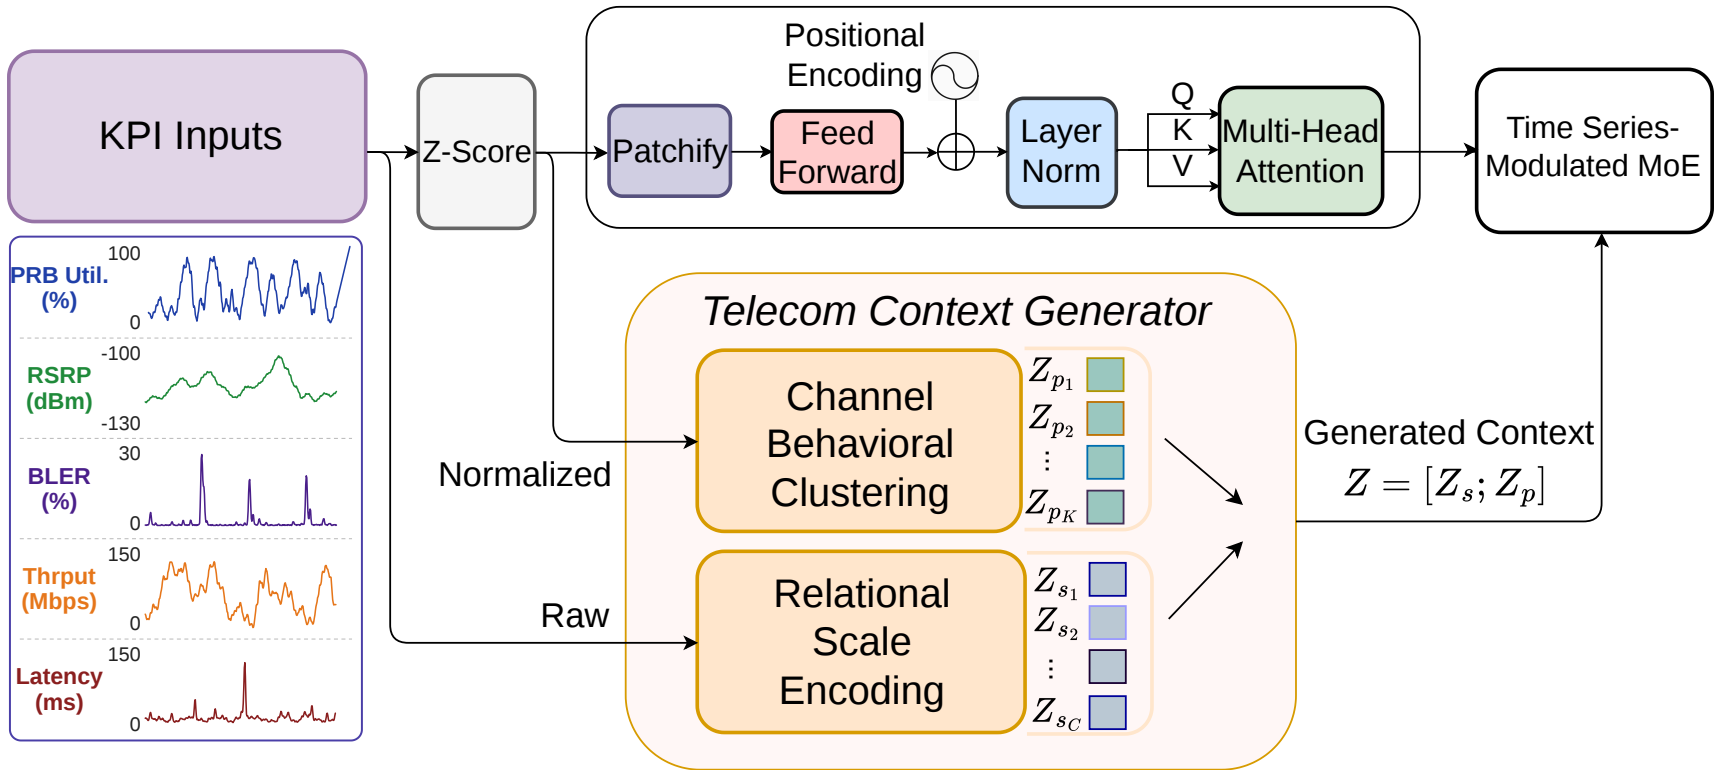 KPI Inputs
PRB Util.
(%)
100
0
RSRP
(dBm)
-100
-130
BLER
(%)
30
0
Thrput
(Mbps)
150
0
Latency
(ms)
150
0
Z-Score
Positional
Encoding
Patchify
Feed
Forward
Layer
Norm
Q
K
V
Multi-Head
Attention
Time Series-
Modulated MoE
Normalized
Raw
Telecom Context Generator
Channel
Behavioral
Clustering
Z_{p_1}
Z_{p_2}
⋮
Z_{p_K}
Relational
Scale
Encoding
Z_{s_1}
Z_{s_2}
⋮
Z_{s_C}
Generated Context
Z = [Z_s; Z_p]